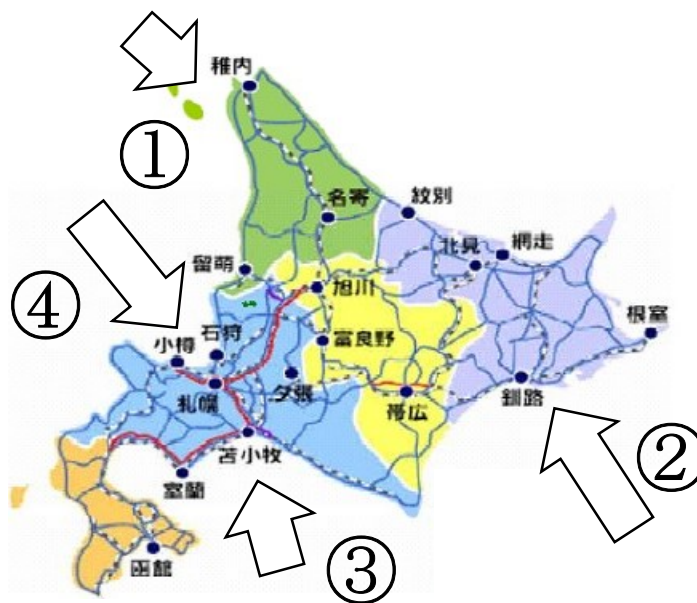 稚内
①
名寄
紋別
北見
網走
留萌
旭川
④
根室
石狩
小樽
富良野
夕張
札幌
帯広
釧路
苫小牧
②
室蘭
函館
③